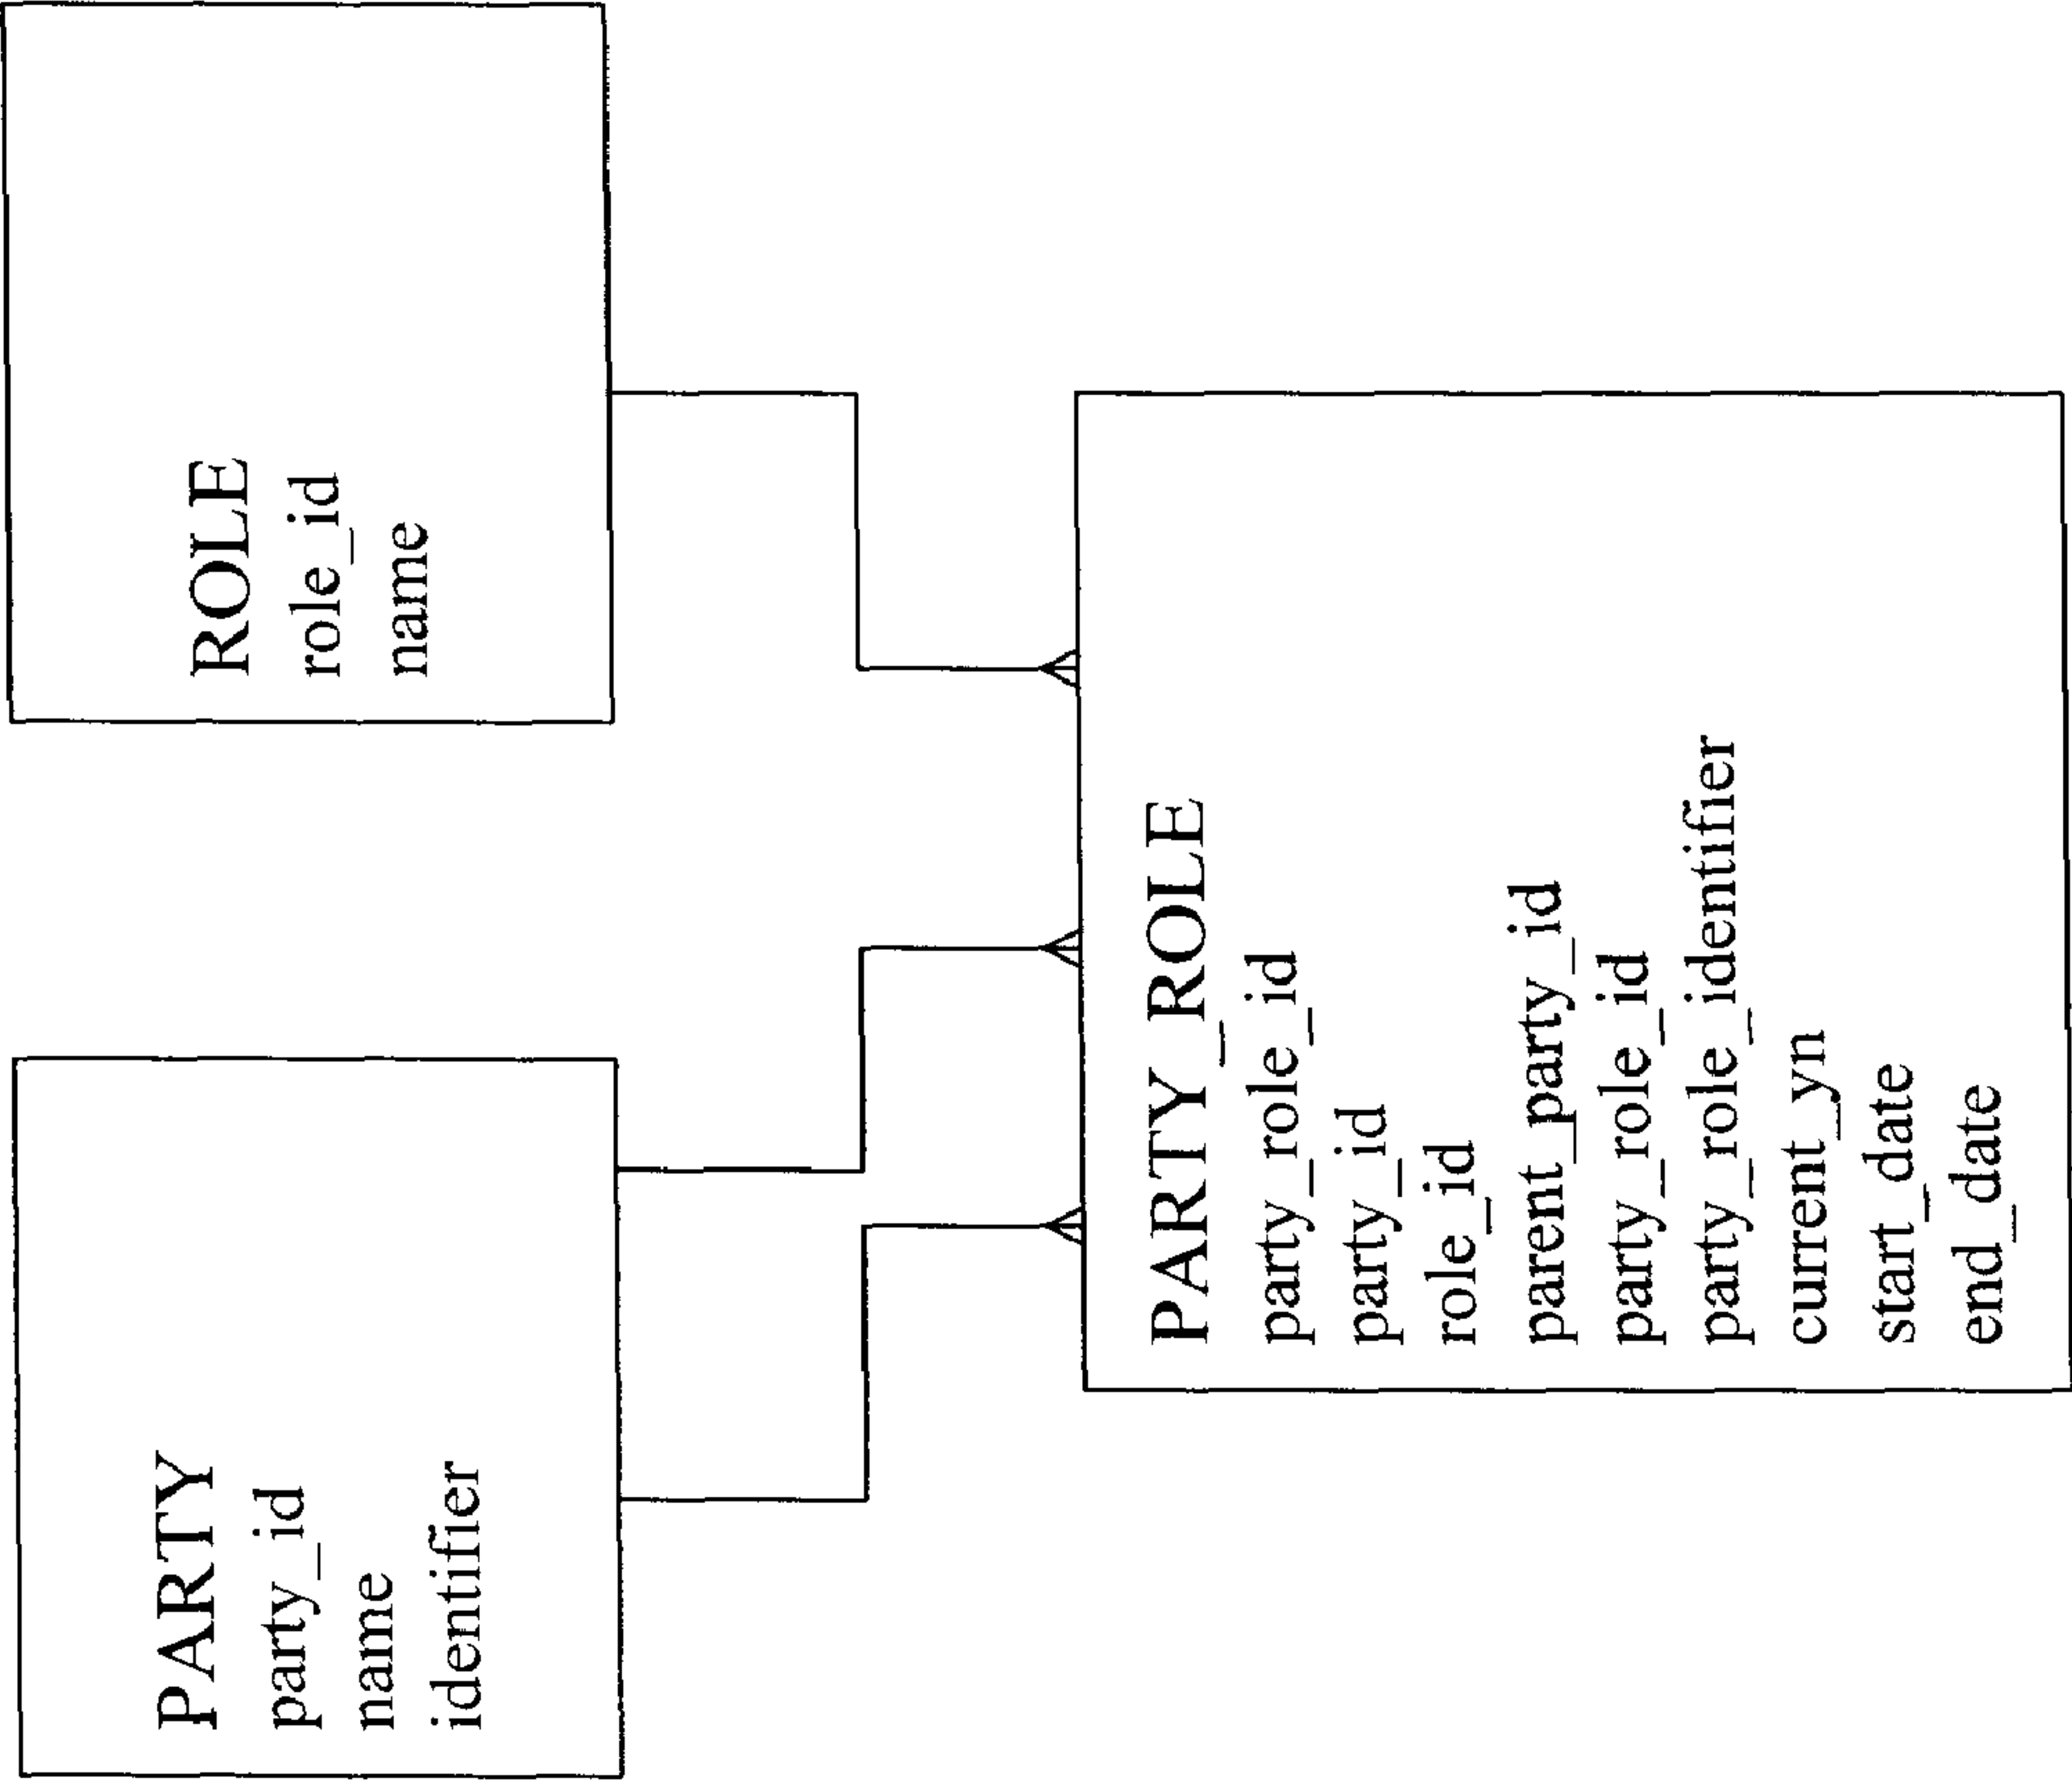 PARTY
party_id
name
identifier
ROLE
role_id
name
PARTY_ROLE
party_role_id
party_id
role_id
parent_party_id
party_role_id
party_role_identifier
current_yn
start_date
end_date